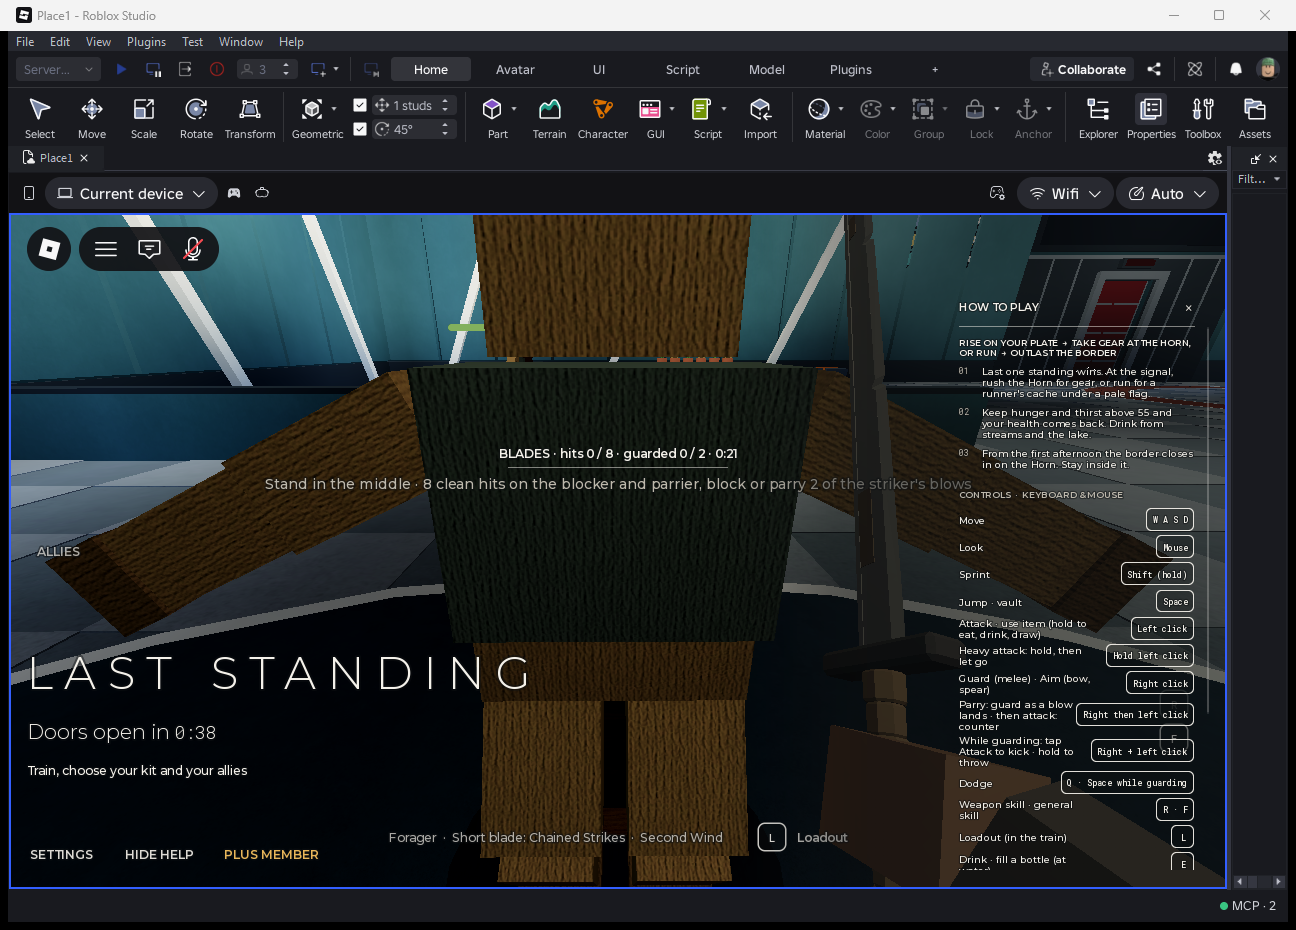 Place1 - Roblox Studio
File Edit View Plugins Test Window Help
Server... 3 Home Avatar UI Script Model Plugins + Collaborate
1 studs
45°
Select Move Scale Rotate Transform Geometric Part Terrain Character GUI Script Import Material Color Group Lock Anchor Explorer Properties Toolbox Assets
Place1
Filt...
Current device Wifi Auto
HOW TO PLAY ×
RISE ON YOUR PLATE → TAKE GEAR AT THE HORN,
OR RUN → OUTLAST THE BORDER
01 Last one standing wins. At the signal,
rush the Horn for gear, or run for a
runner's cache under a pale flag.
02 Keep hunger and thirst above 55 and
your health comes back. Drink from
streams and the lake.
03 From the first afternoon the border closes
in on the Horn. Stay inside it.
CONTROLS · KEYBOARD & MOUSE
Move W A S D
Look Mouse
Sprint Shift (hold)
Jump · vault Space
Attack · use item (hold to
eat, drink, draw) Left click
Heavy attack: hold, then
let go Hold left click
Guard (melee) · Aim (bow,
spear) Right click
Parry: guard as a blow
lands · then attack:
counter Right then left click
While guarding: tap
Attack to kick · hold to
throw Right + left click
Dodge Q · Space while guarding
Weapon skill · general
skill R · F
Loadout (in the train) L
Drink · fill a bottle (at
water) E
BLADES · hits 0 / 8 · guarded 0 / 2 · 0:21
Stand in the middle · 8 clean hits on the blocker and parrier, block or parry 2 of the striker's blows
ALLIES
LAST STANDING
Doors open in 0:38
Train, choose your kit and your allies
Forager · Short blade: Chained Strikes · Second Wind L Loadout
SETTINGS HIDE HELP PLUS MEMBER
MCP · 2